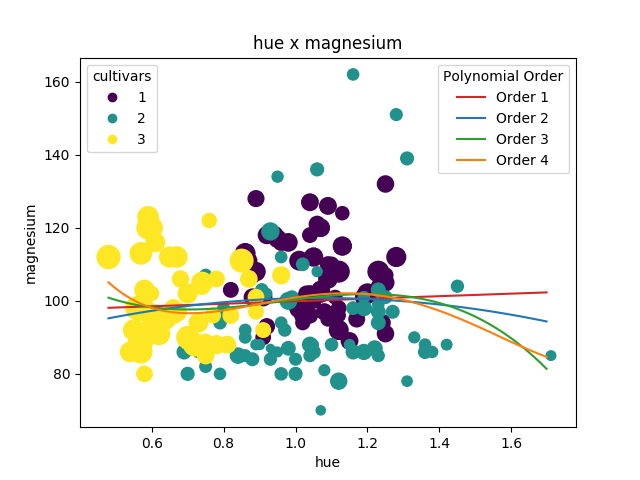 hue x magnesium
cultivars
1
2
3
Polynomial Order
Order 1
Order 2
Order 3
Order 4
magnesium
160
140
120
100
80
0.6 0.8 1.0 1.2 1.4 1.6
hue